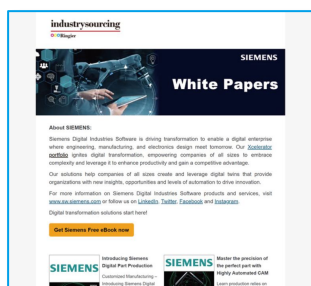 industrysourcing
Ringier
SIEMENS
White Papers
About SIEMENS:
Siemens Digital Industries Software is driving transformation to enable a digital enterprise
where engineering, manufacturing, and electronics design meet tomorrow. Our Xcelerator
portfolio ignites digital transformation, empowering companies of all sizes to embrace
complexity and leverage it to enhance productivity and gain a competitive advantage.
Our solutions help companies of all sizes create and leverage digital twins that provide
organizations with new insights, opportunities and levels of automation to drive innovation.
For more information on Siemens Digital Industries Software products and services, visit
www.sw.siemens.com or follow us on LinkedIn, Twitter, Facebook and Instagram.
Digital transformation solutions start here!
Get Siemens Free eBook now
SIEMENS
Introducing Siemens
Digital Part Production
Customized Manufacturing –
Introducing Siemens Digital
SIEMENS
Master the precision of
the perfect part with
Highly Automated CAM
Learn production relies on